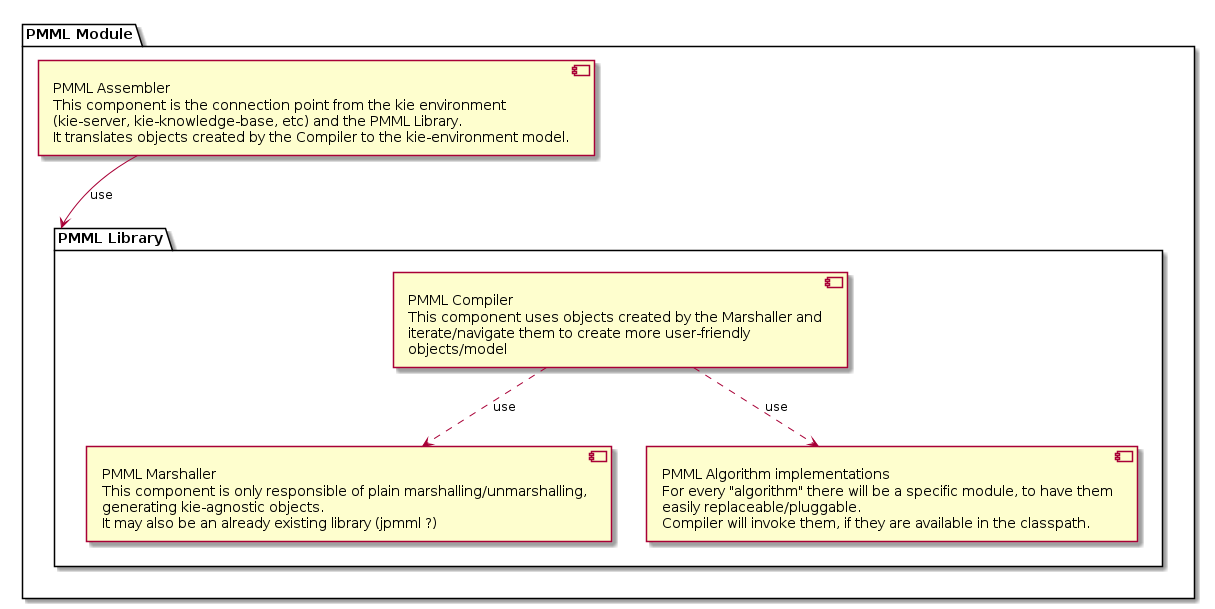 PMML Module
PMML Assembler
This component is the connection point from the kie environment
(kie-server, kie-knowledge-base, etc) and the PMML Library.
It translates objects created by the Compiler to the kie-environment model.
use
PMML Library
PMML Compiler
This component uses objects created by the Marshaller and
iterate/navigate them to create more user-friendly
objects/model
use
use
PMML Marshaller
This component is only responsible of plain marshalling/unmarshalling,
generating kie-agnostic objects.
It may also be an already existing library (jpmml ?)
PMML Algorithm implementations
For every "algorithm" there will be a specific module, to have them
easily replaceable/pluggable.
Compiler will invoke them, if they are available in the classpath.